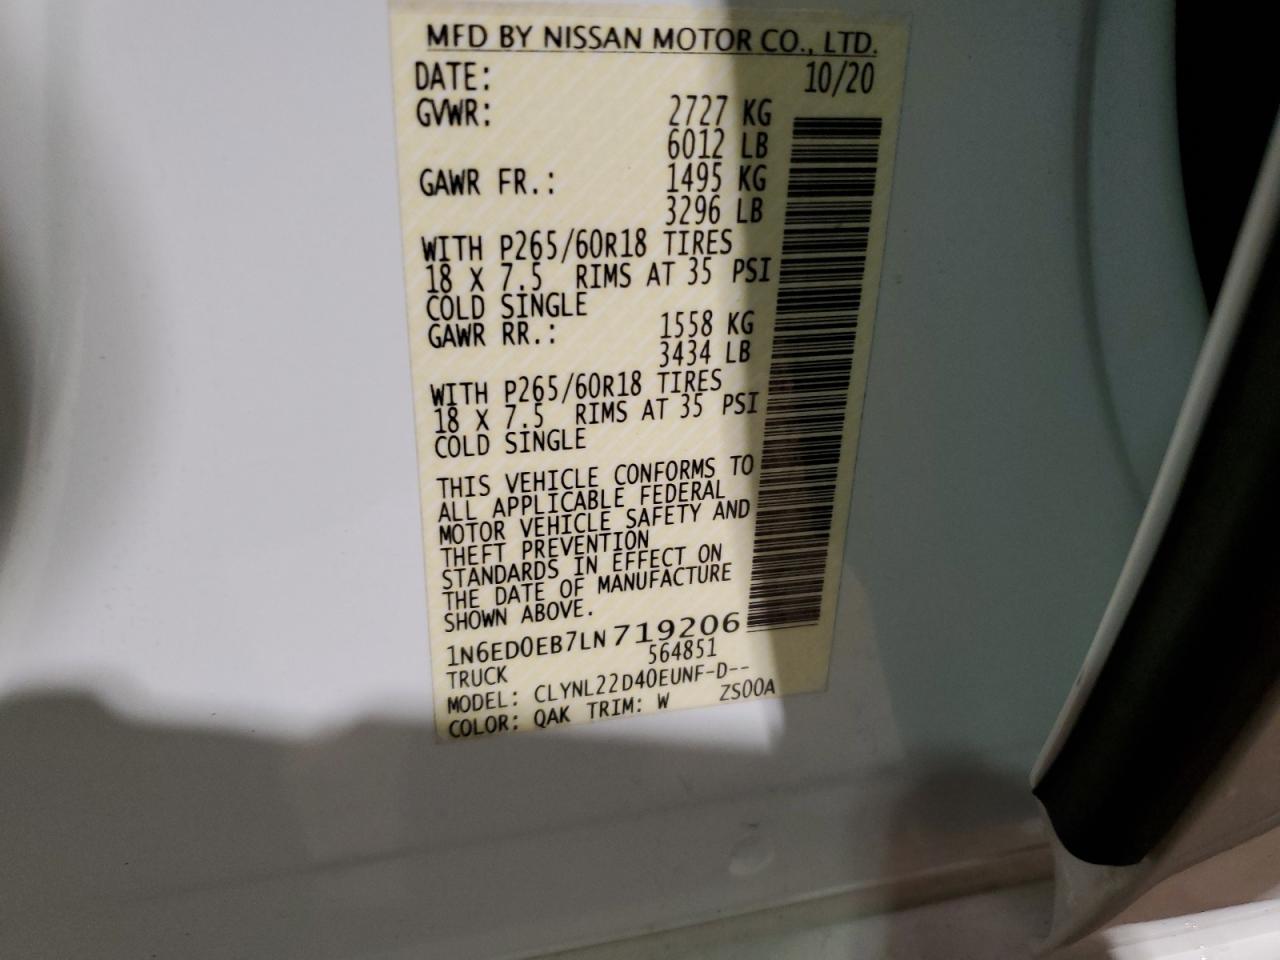 MFD BY NISSAN MOTOR CO., LTD.
DATE: 10/20
GVWR: 2727 KG
6012 LB
GAWR FR.: 1495 KG
3296 LB
WITH P265/60R18 TIRES
18 X 7.5 RIMS AT 35 PSI
COLD SINGLE
GAWR RR.: 1558 KG
3434 LB
WITH P265/60R18 TIRES
18 X 7.5 RIMS AT 35 PSI
COLD SINGLE
THIS VEHICLE CONFORMS TO
ALL APPLICABLE FEDERAL
MOTOR VEHICLE SAFETY AND
THEFT PREVENTION
STANDARDS IN EFFECT ON
THE DATE OF MANUFACTURE
SHOWN ABOVE.
1N6ED0EB7LN719206
TRUCK 564851
MODEL: CLYNL22D40EUNF-D--
COLOR: QAK TRIM: W ZS00A